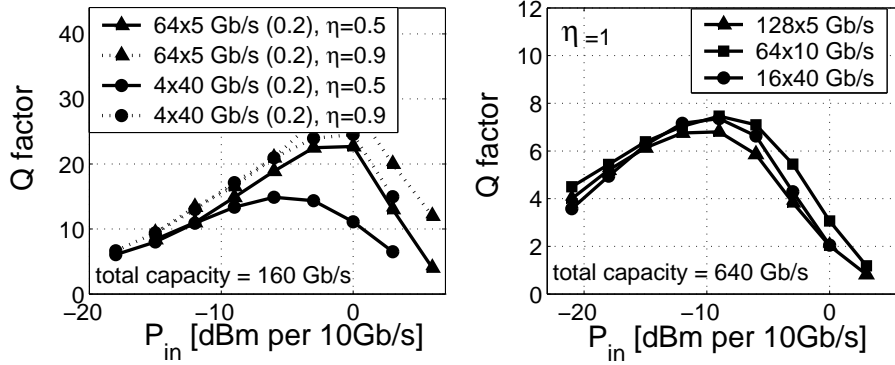 64x5 Gb/s (0.2), η=0.5
64x5 Gb/s (0.2), η=0.9
4x40 Gb/s (0.2), η=0.5
4x40 Gb/s (0.2), η=0.9
40
30
20
10
0
Q factor
total capacity = 160 Gb/s
−20
−10
0
P_in [dBm per 10Gb/s]
η =1
128x5 Gb/s
64x10 Gb/s
16x40 Gb/s
12
10
8
6
4
2
0
Q factor
total capacity = 640 Gb/s
−20
−10
0
P_in [dBm per 10Gb/s]